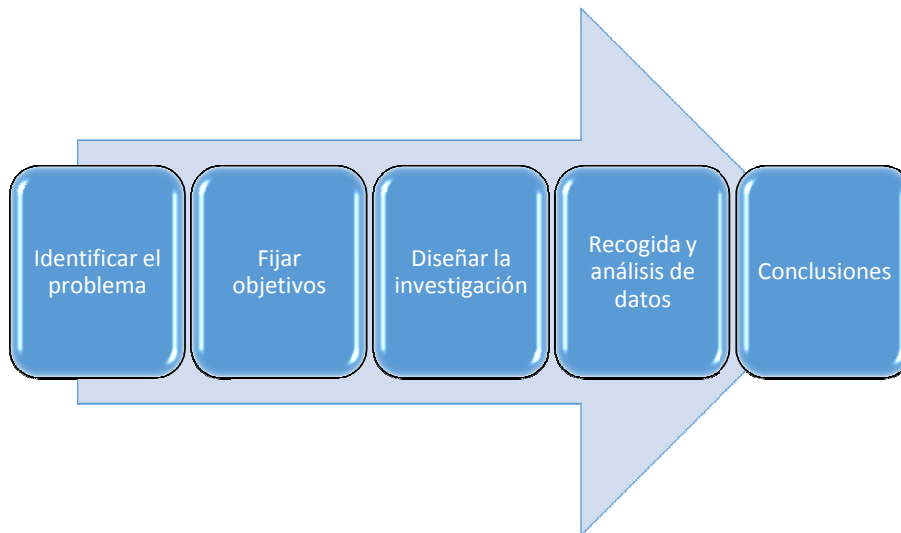 Identificar el
problema
Fijar
objetivos
Diseñar la
investigación
Recogida y
análisis de
datos
Conclusiones